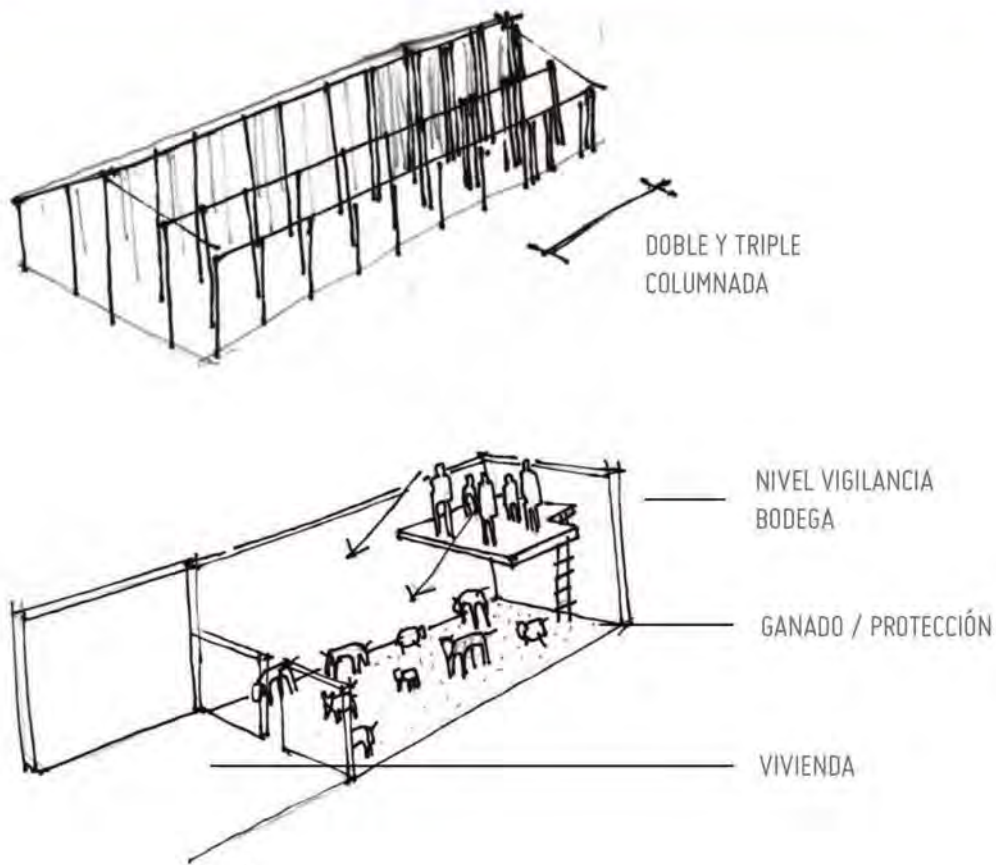 DOBLE Y TRIPLE
COLUMNADA
NIVEL VIGILANCIA
BODEGA
GANADO / PROTECCIÓN
VIVIENDA